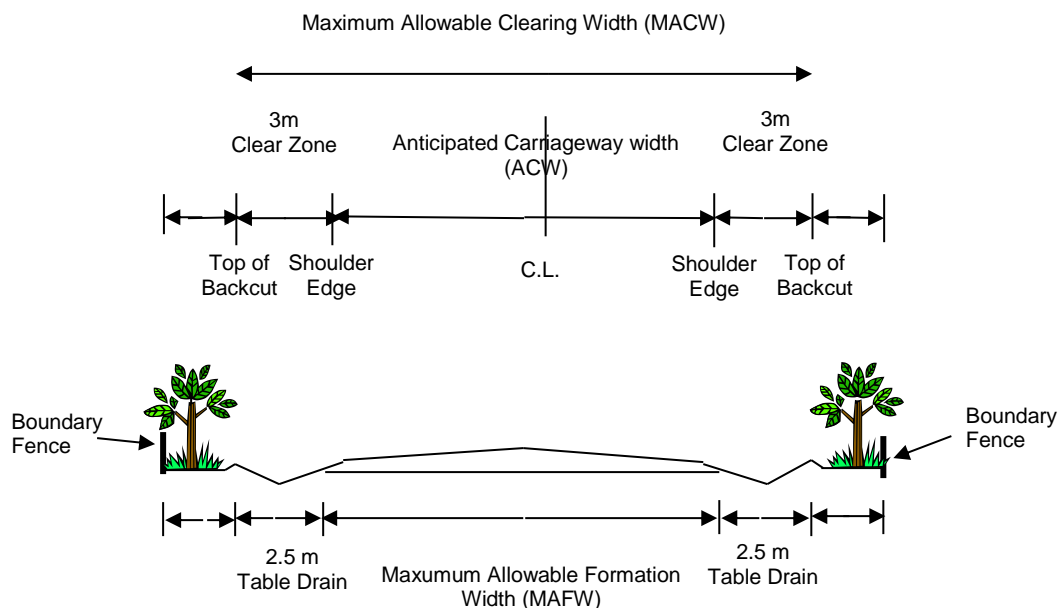 Maximum Allowable Clearing Width (MACW)
3m
Clear Zone
Anticipated Carriageway width
(ACW)
3m
Clear Zone
Top of
Backcut
Shoulder
Edge
C.L.
Shoulder
Edge
Top of
Backcut
Boundary
Fence
Boundary
Fence
2.5 m
Table Drain
Maxumum Allowable Formation
Width (MAFW)
2.5 m
Table Drain